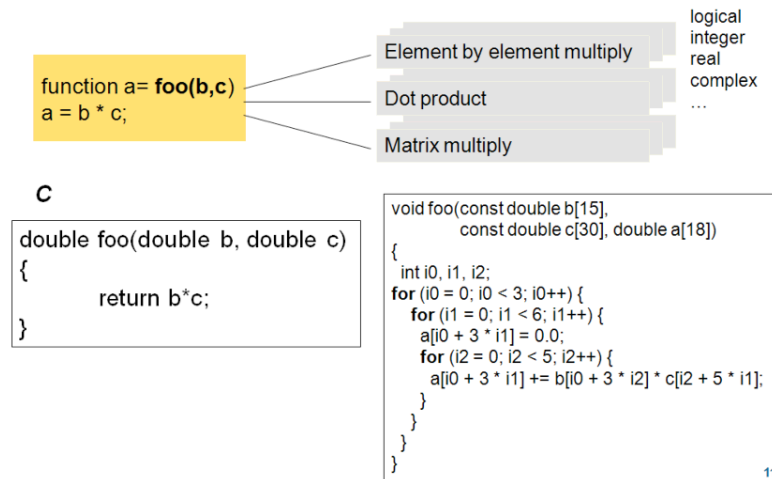 function a= foo(b,c)
a = b * c;
Element by element multiply
Dot product
Matrix multiply
logical
integer
real
complex
...
C
double foo(double b, double c)
{
return b*c;
}
void foo(const double b[15],
const double c[30], double a[18])
{
int i0, i1, i2;
for (i0 = 0; i0 < 3; i0++) {
for (i1 = 0; i1 < 6; i1++) {
a[i0 + 3 * i1] = 0.0;
for (i2 = 0; i2 < 5; i2++) {
a[i0 + 3 * i1] += b[i0 + 3 * i2] * c[i2 + 5 * i1];
}
}
}
}